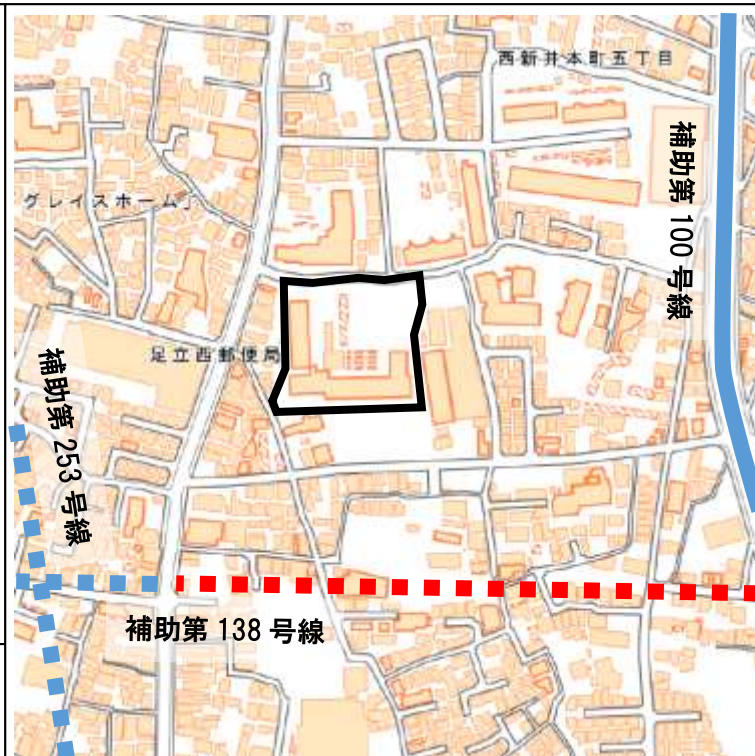 西新井本町五丁目
補助第 100 号線
グレイスホーム
足立西郵便局
補助第 253 号線
補助第 138 号線